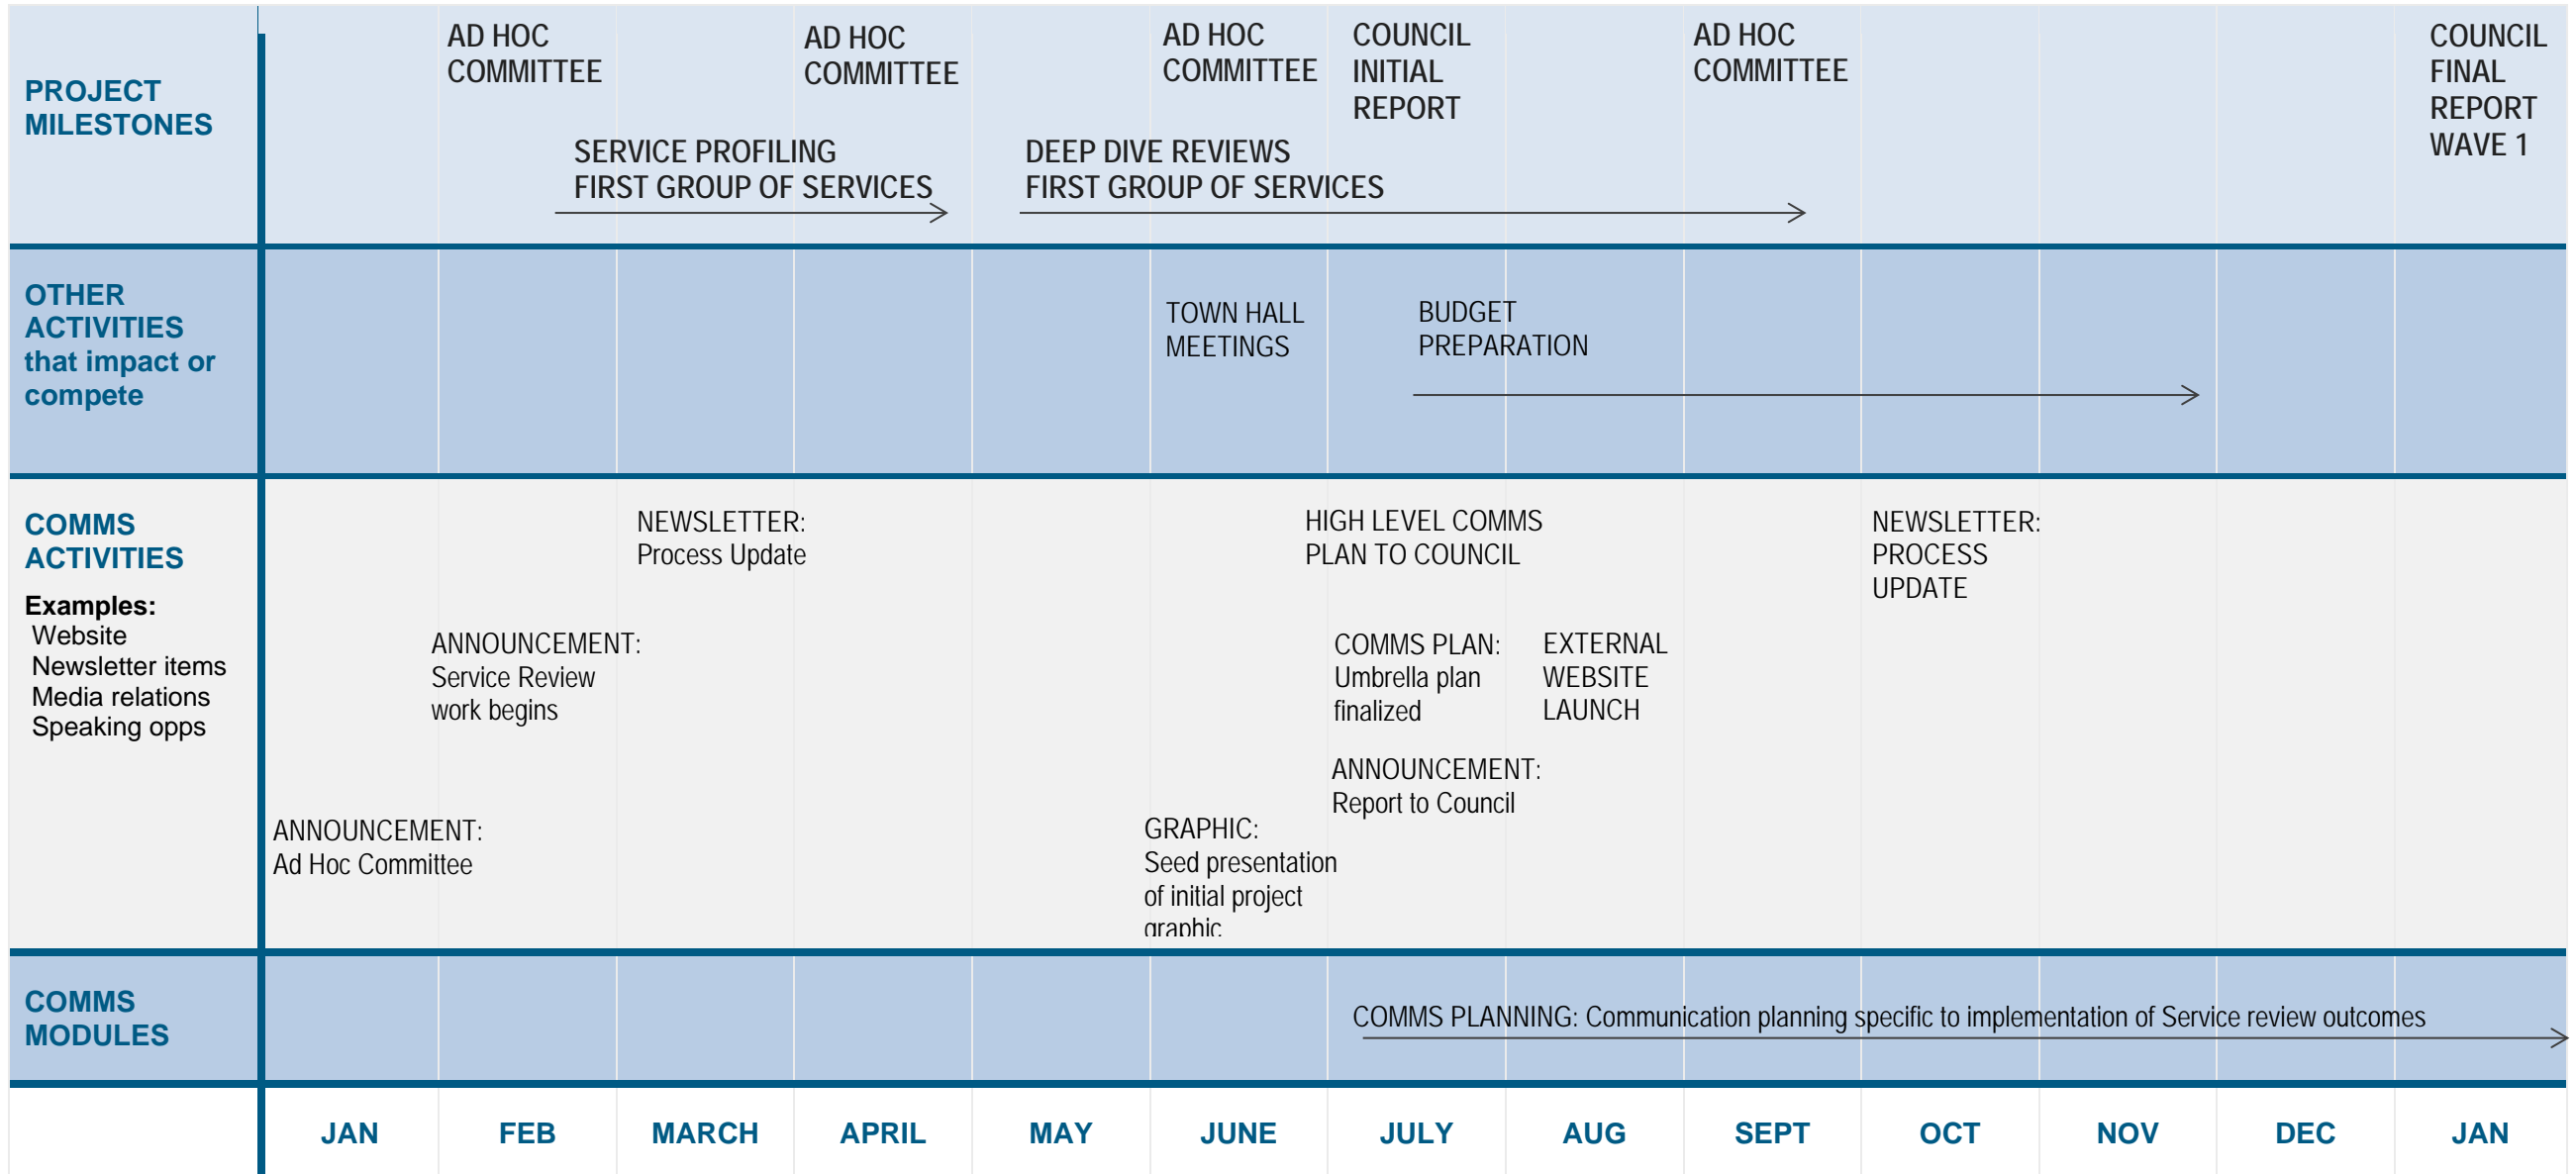 PROJECT
MILESTONES
AD HOC
COMMITTEE
AD HOC
COMMITTEE
AD HOC
COMMITTEE
COUNCIL
INITIAL
REPORT
AD HOC
COMMITTEE
COUNCIL
FINAL
REPORT
WAVE 1
SERVICE PROFILING
FIRST GROUP OF SERVICES
DEEP DIVE REVIEWS
FIRST GROUP OF SERVICES
OTHER
ACTIVITIES
that impact or
compete
TOWN HALL
MEETINGS
BUDGET
PREPARATION
COMMS
ACTIVITIES
Examples:
Website
Newsletter items
Media relations
Speaking opps
NEWSLETTER:
Process Update
HIGH LEVEL COMMS
PLAN TO COUNCIL
NEWSLETTER:
PROCESS
UPDATE
ANNOUNCEMENT:
Service Review
work begins
COMMS PLAN:
Umbrella plan
finalized
EXTERNAL
WEBSITE
LAUNCH
ANNOUNCEMENT:
Report to Council
ANNOUNCEMENT:
Ad Hoc Committee
GRAPHIC:
Seed presentation
of initial project
graphic.
COMMS
MODULES
COMMS PLANNING: Communication planning specific to implementation of Service review outcomes
JAN FEB MARCH APRIL MAY JUNE JULY AUG SEPT OCT NOV DEC JAN